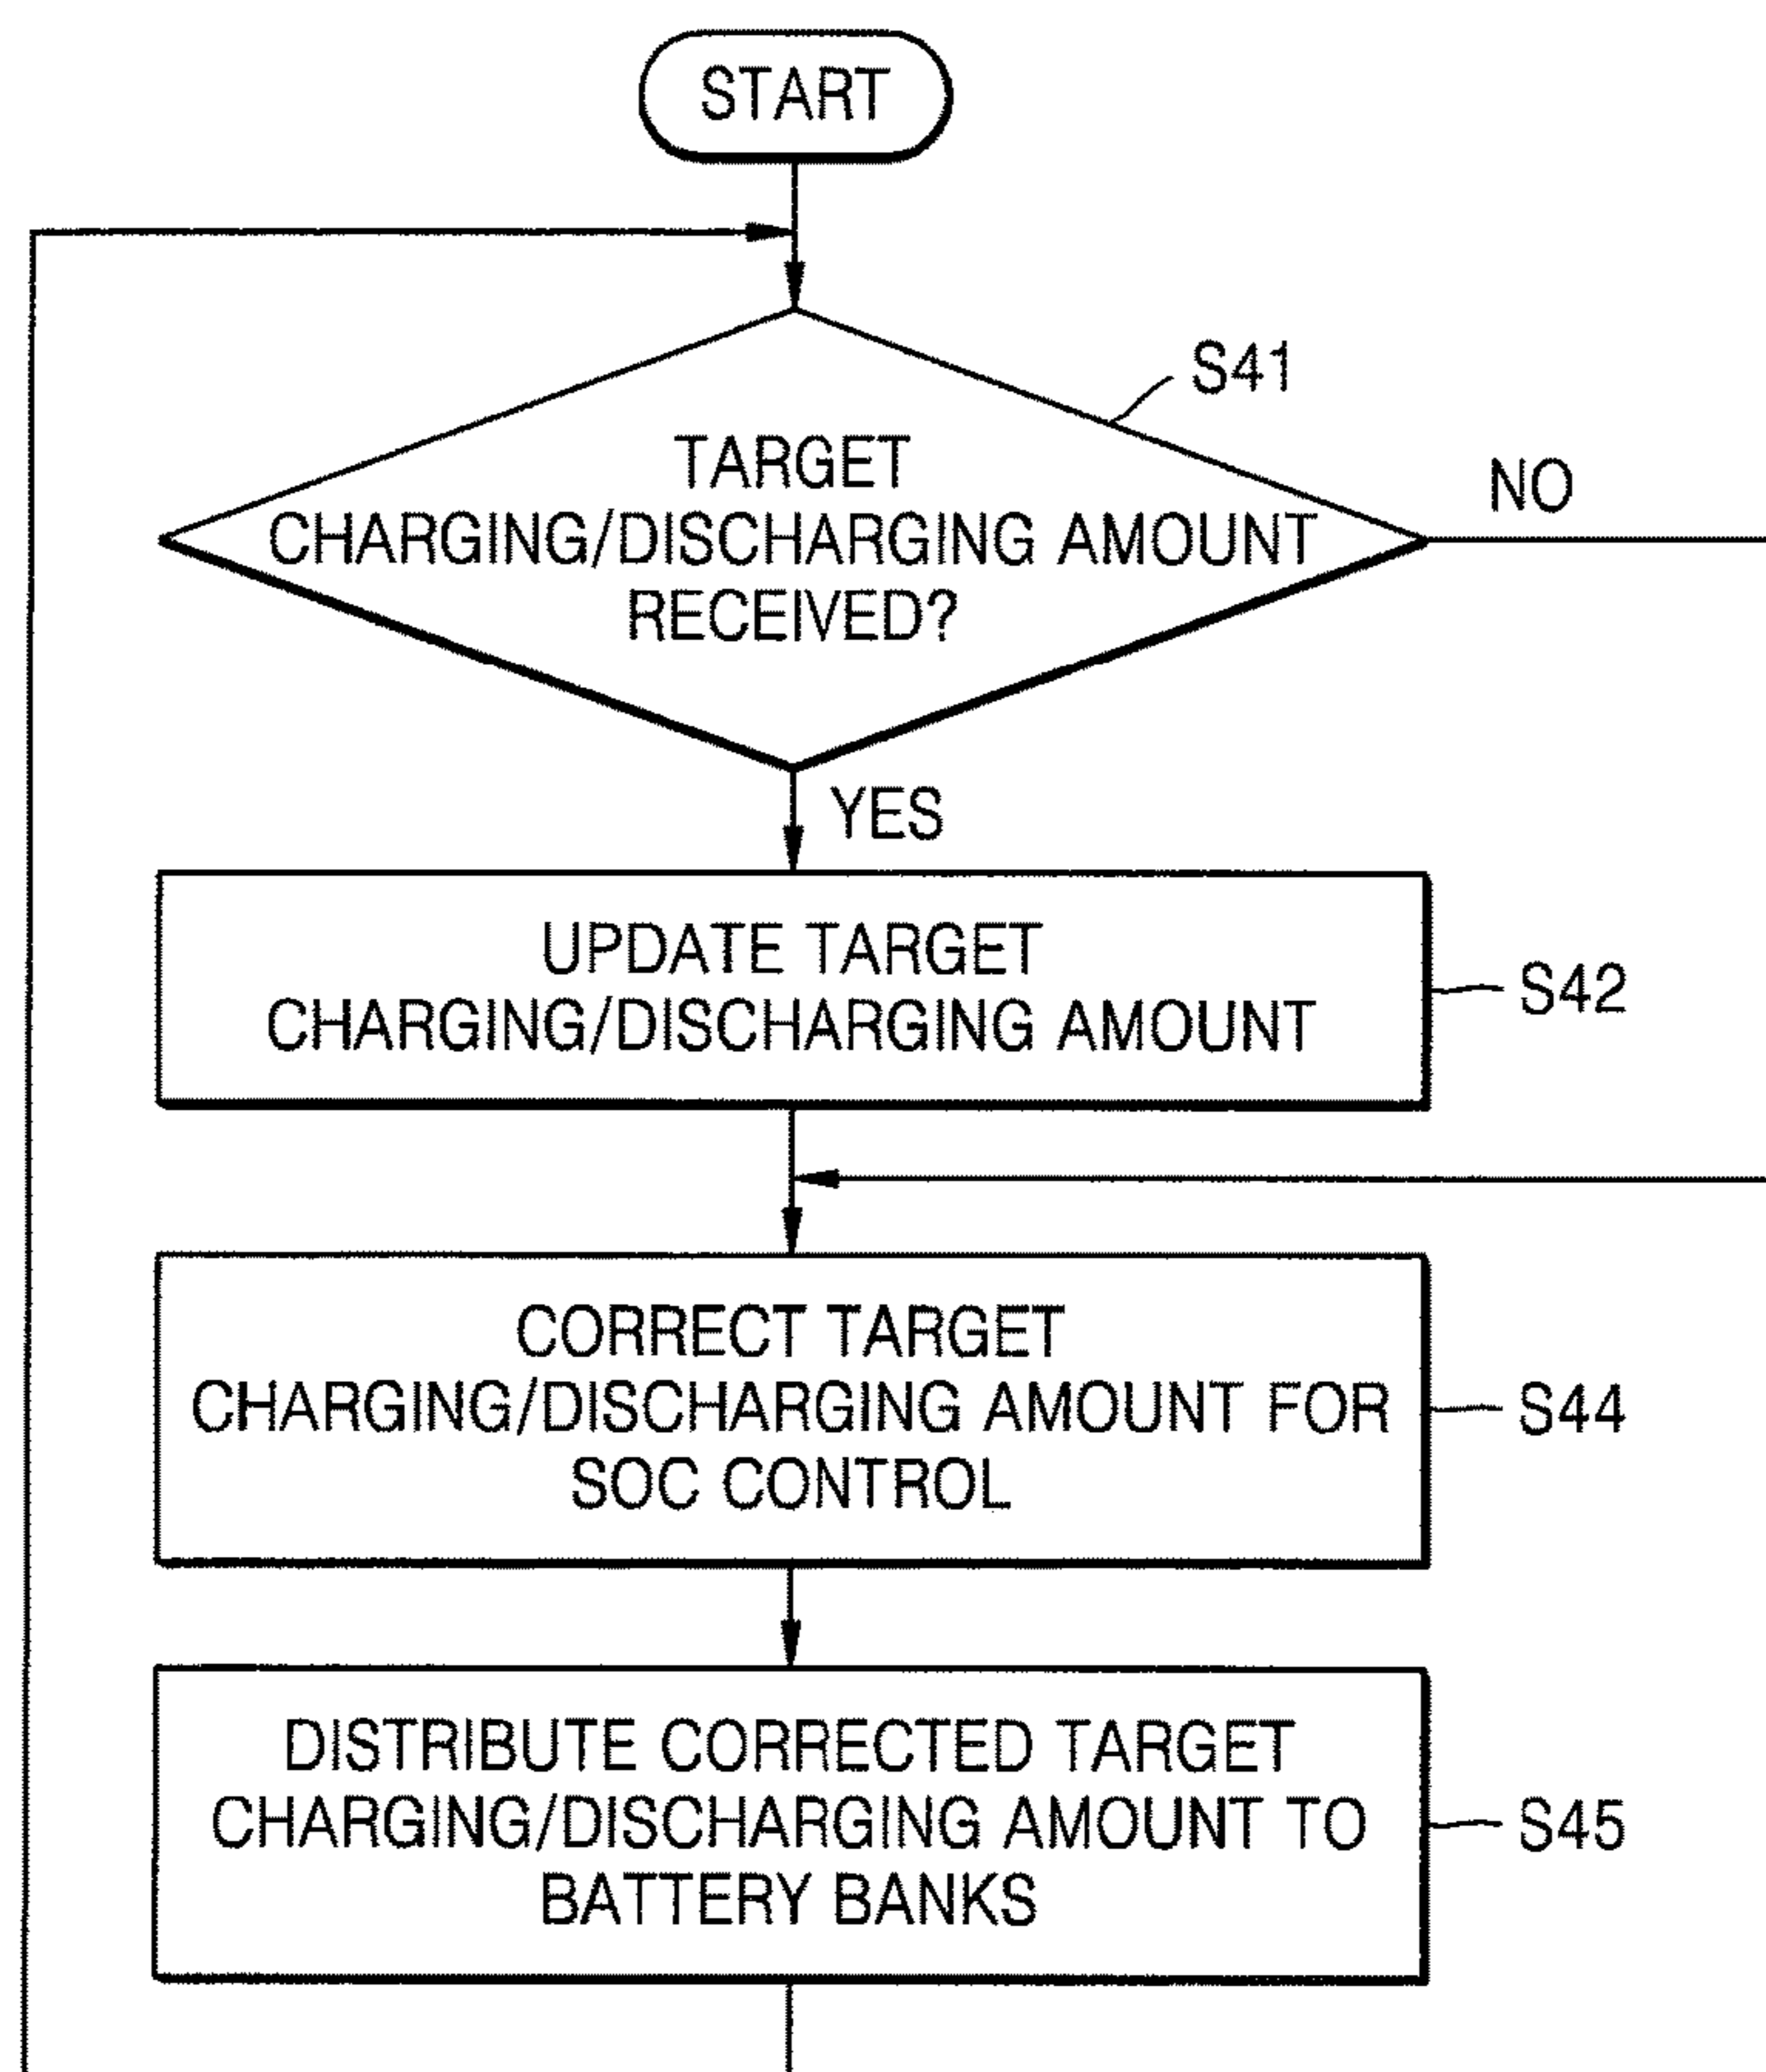 START
S41
TARGET
CHARGING/DISCHARGING AMOUNT
RECEIVED?
NO
YES
UPDATE TARGET
CHARGING/DISCHARGING AMOUNT
S42
CORRECT TARGET
CHARGING/DISCHARGING AMOUNT FOR
SOC CONTROL
S44
DISTRIBUTE CORRECTED TARGET
CHARGING/DISCHARGING AMOUNT TO
BATTERY BANKS
S45